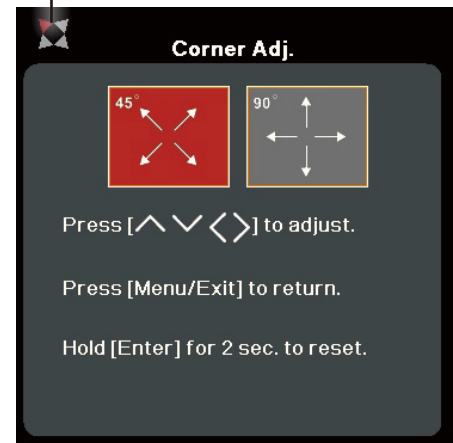 Corner Adj.
45° 90°
Press [∧ ∨ < >] to adjust.
Press [Menu/Exit] to return.
Hold [Enter] for 2 sec. to reset.